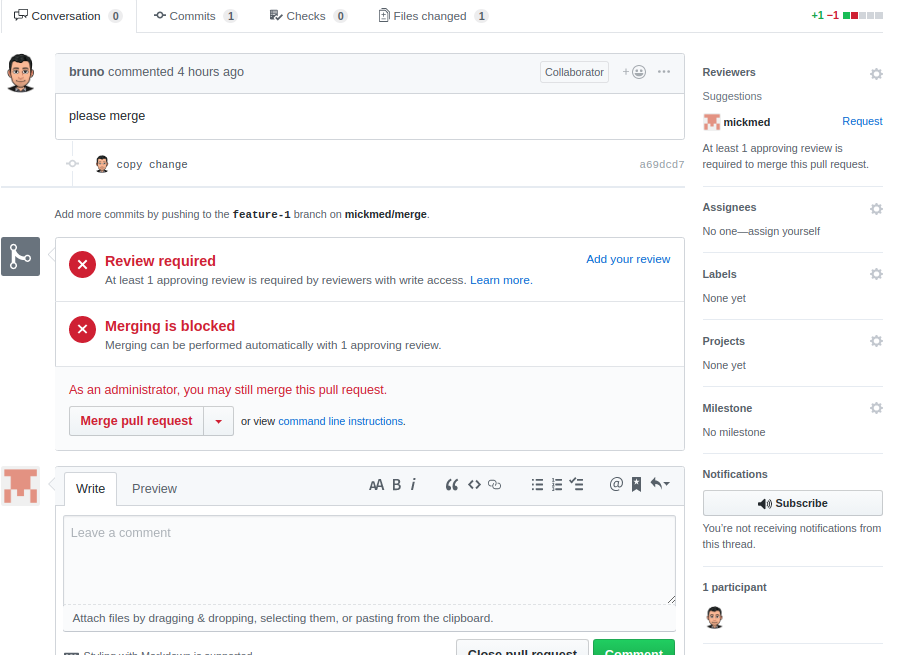 Conversation 0 Commits 1 Checks 0 Files changed 1 +1 −1
bruno commented 4 hours ago Collaborator + ···
please merge
copy change a69dcd7
Add more commits by pushing to the feature-1 branch on mickmed/merge.
Review required Add your review
At least 1 approving review is required by reviewers with write access. Learn more.
Merging is blocked
Merging can be performed automatically with 1 approving review.
As an administrator, you may still merge this pull request.
Merge pull request or view command line instructions.
Write Preview AA B i “ <> @
Leave a comment
Attach files by dragging & dropping, selecting them, or pasting from the clipboard.
Styling with Markdown is supported
Close pull request Comment
Reviewers
Suggestions
mickmed Request
At least 1 approving review is
required to merge this pull request.
Assignees
No one—assign yourself
Labels
None yet
Projects
None yet
Milestone
No milestone
Notifications
Subscribe
You're not receiving notifications from
this thread.
1 participant